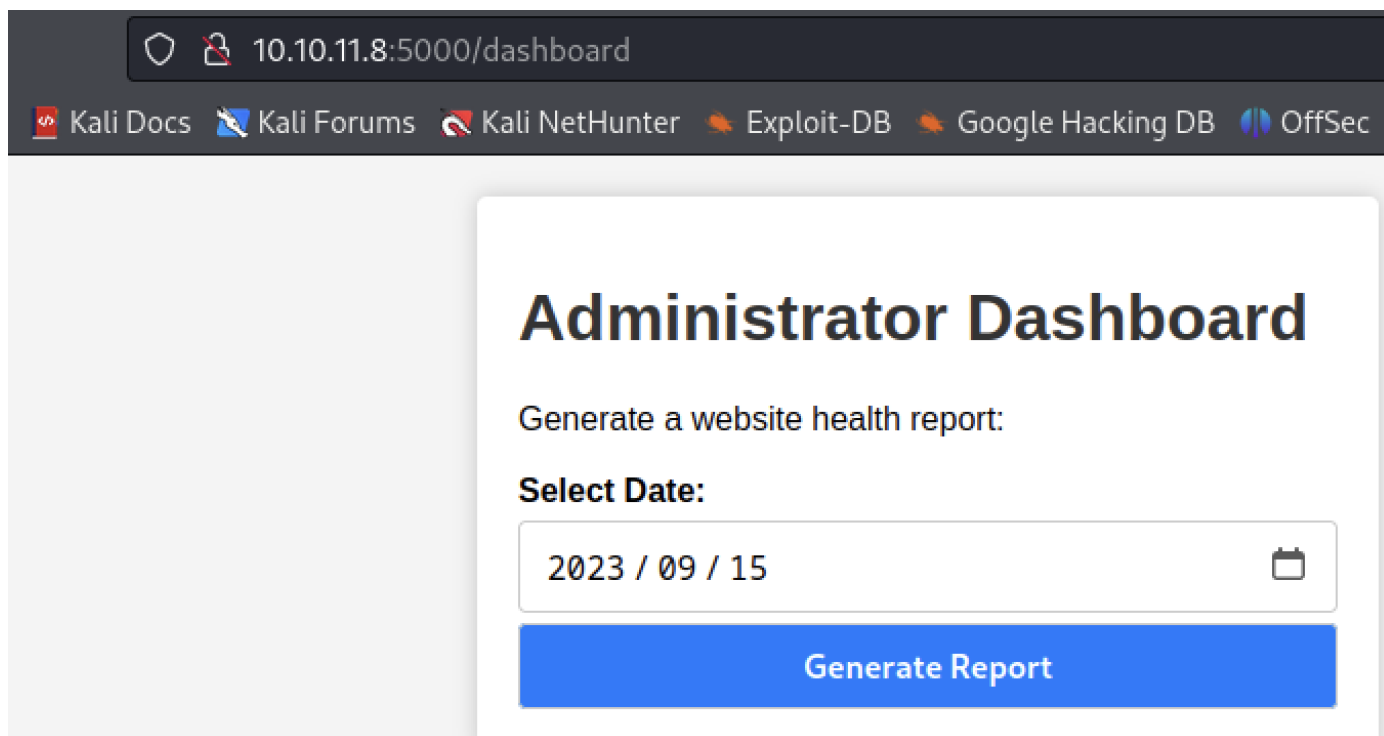 10.10.11.8:5000/dashboard
Kali Docs Kali Forums Kali NetHunter Exploit-DB Google Hacking DB OffSec
Administrator Dashboard
Generate a website health report:
Select Date:
2023 / 09 / 15
Generate Report